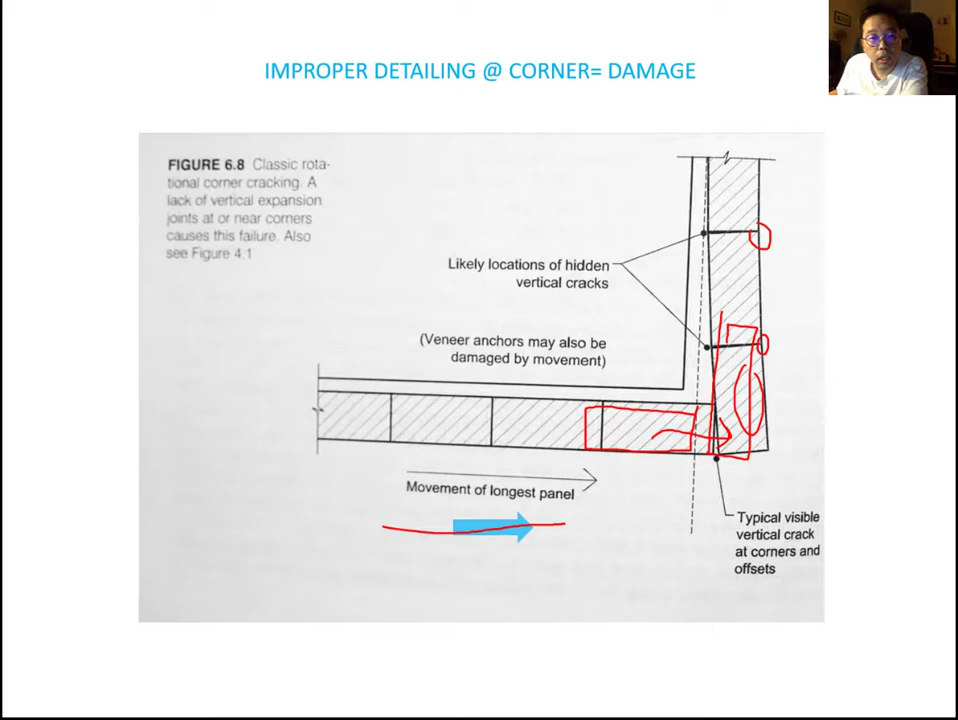 IMPROPER DETAILING @ CORNER= DAMAGE
FIGURE 6.8 Classic rota-
tional corner cracking. A
lack of vertical expansion
joints at or near corners
causes this failure. Also
see Figure 4.1
Likely locations of hidden
vertical cracks
(Veneer anchors may also be
damaged by movement)
Movement of longest panel
Typical visible
vertical crack
at corners and
offsets